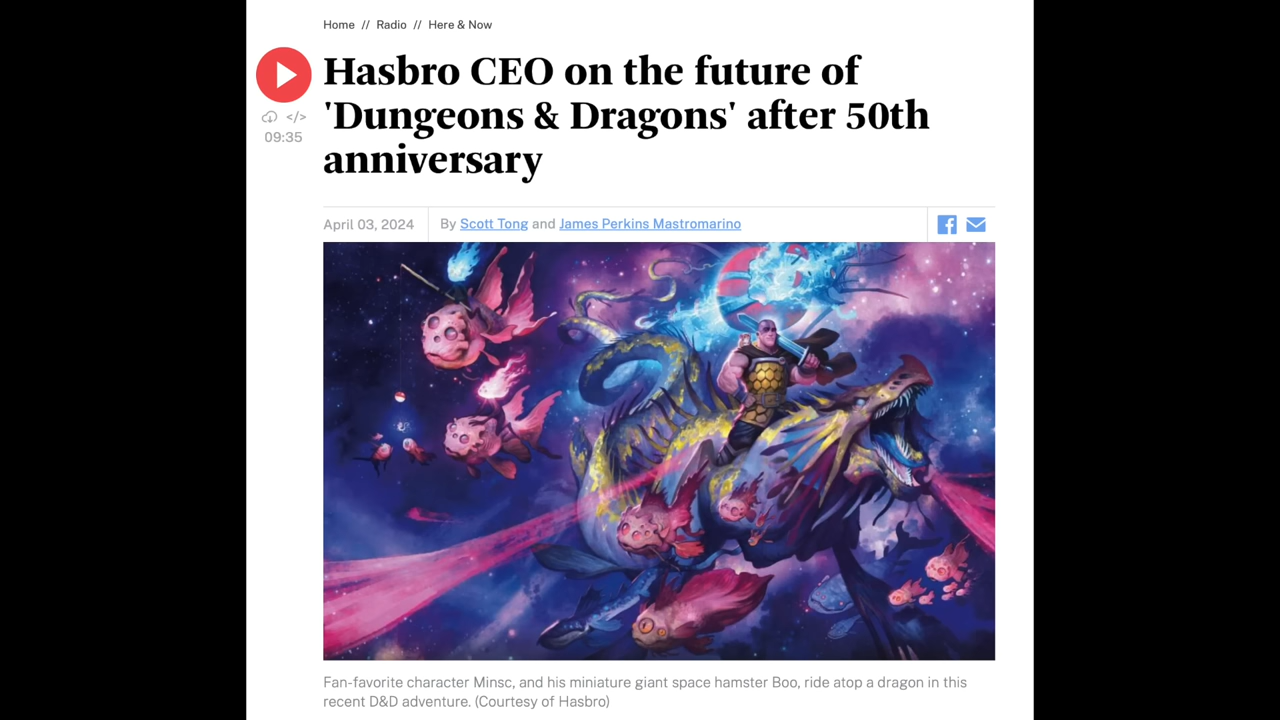 Home // Radio // Here & Now
Hasbro CEO on the future of
'Dungeons & Dragons' after 50th
anniversary
</>
09:35
April 03, 2024
By Scott Tong and James Perkins Mastromarino
Fan-favorite character Minsc, and his miniature giant space hamster Boo, ride atop a dragon in this
recent D&D adventure. (Courtesy of Hasbro)